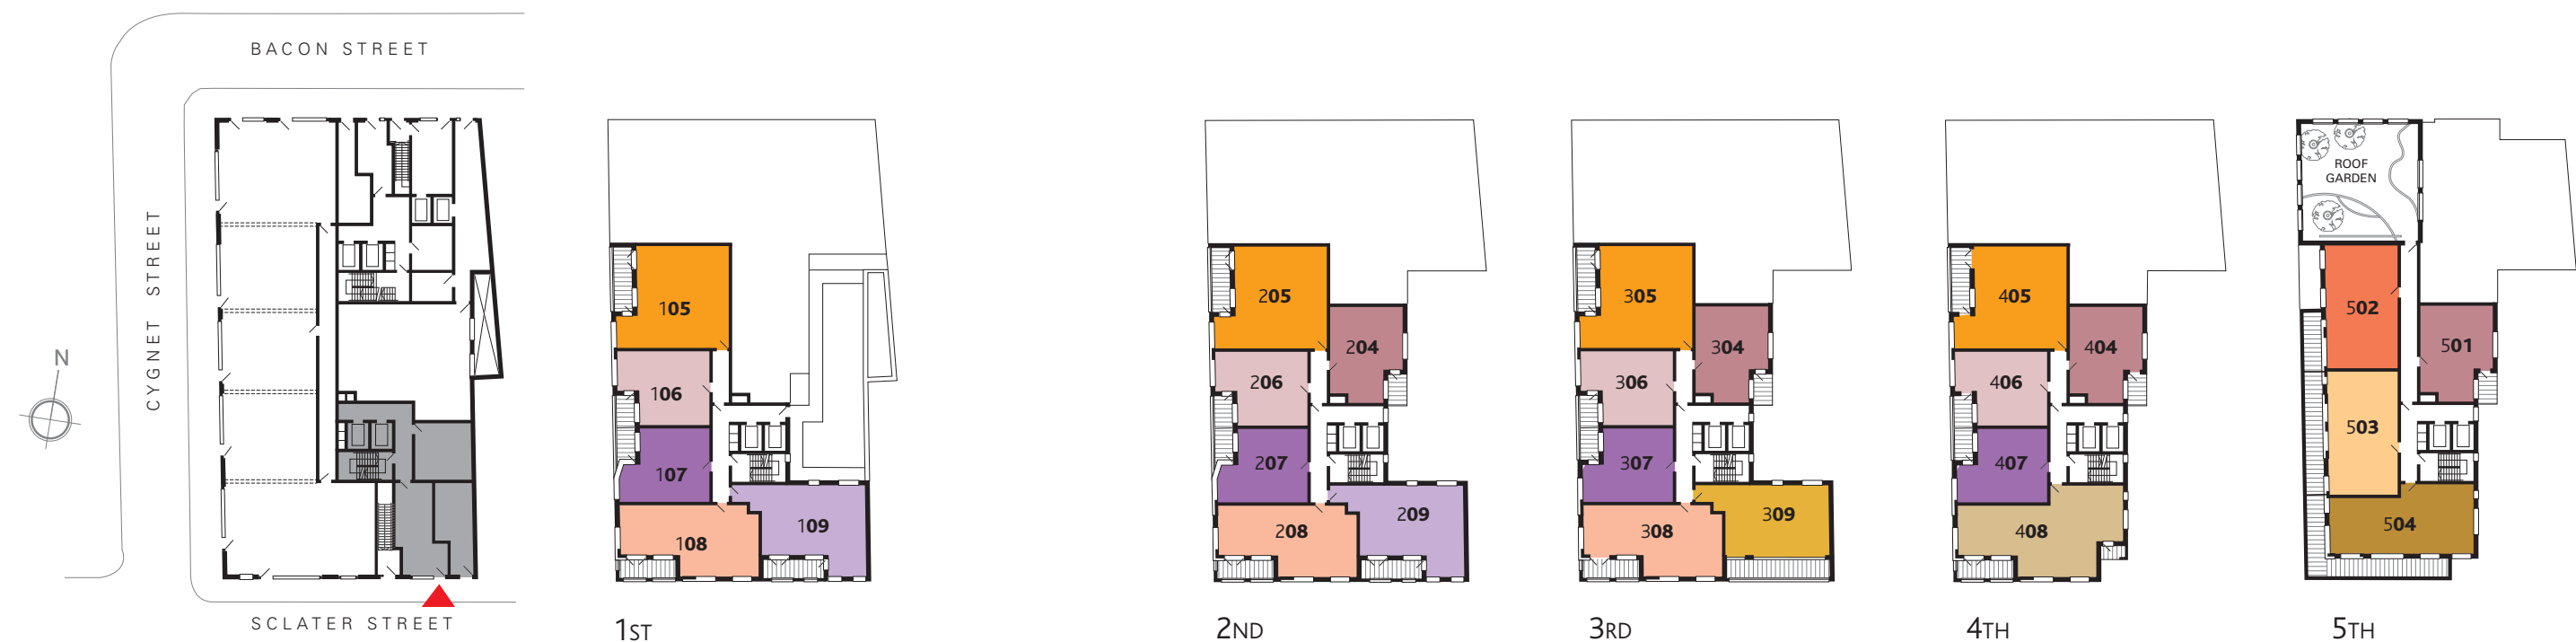 BACON STREET
CYGNET STREET
N
SCLATER STREET
105
106
107
108
109
1ST
205
204
206
207
208
209
2ND
305
304
306
307
308
309
3RD
405
404
406
407
408
4TH
ROOF
GARDEN
502
501
503
504
5TH